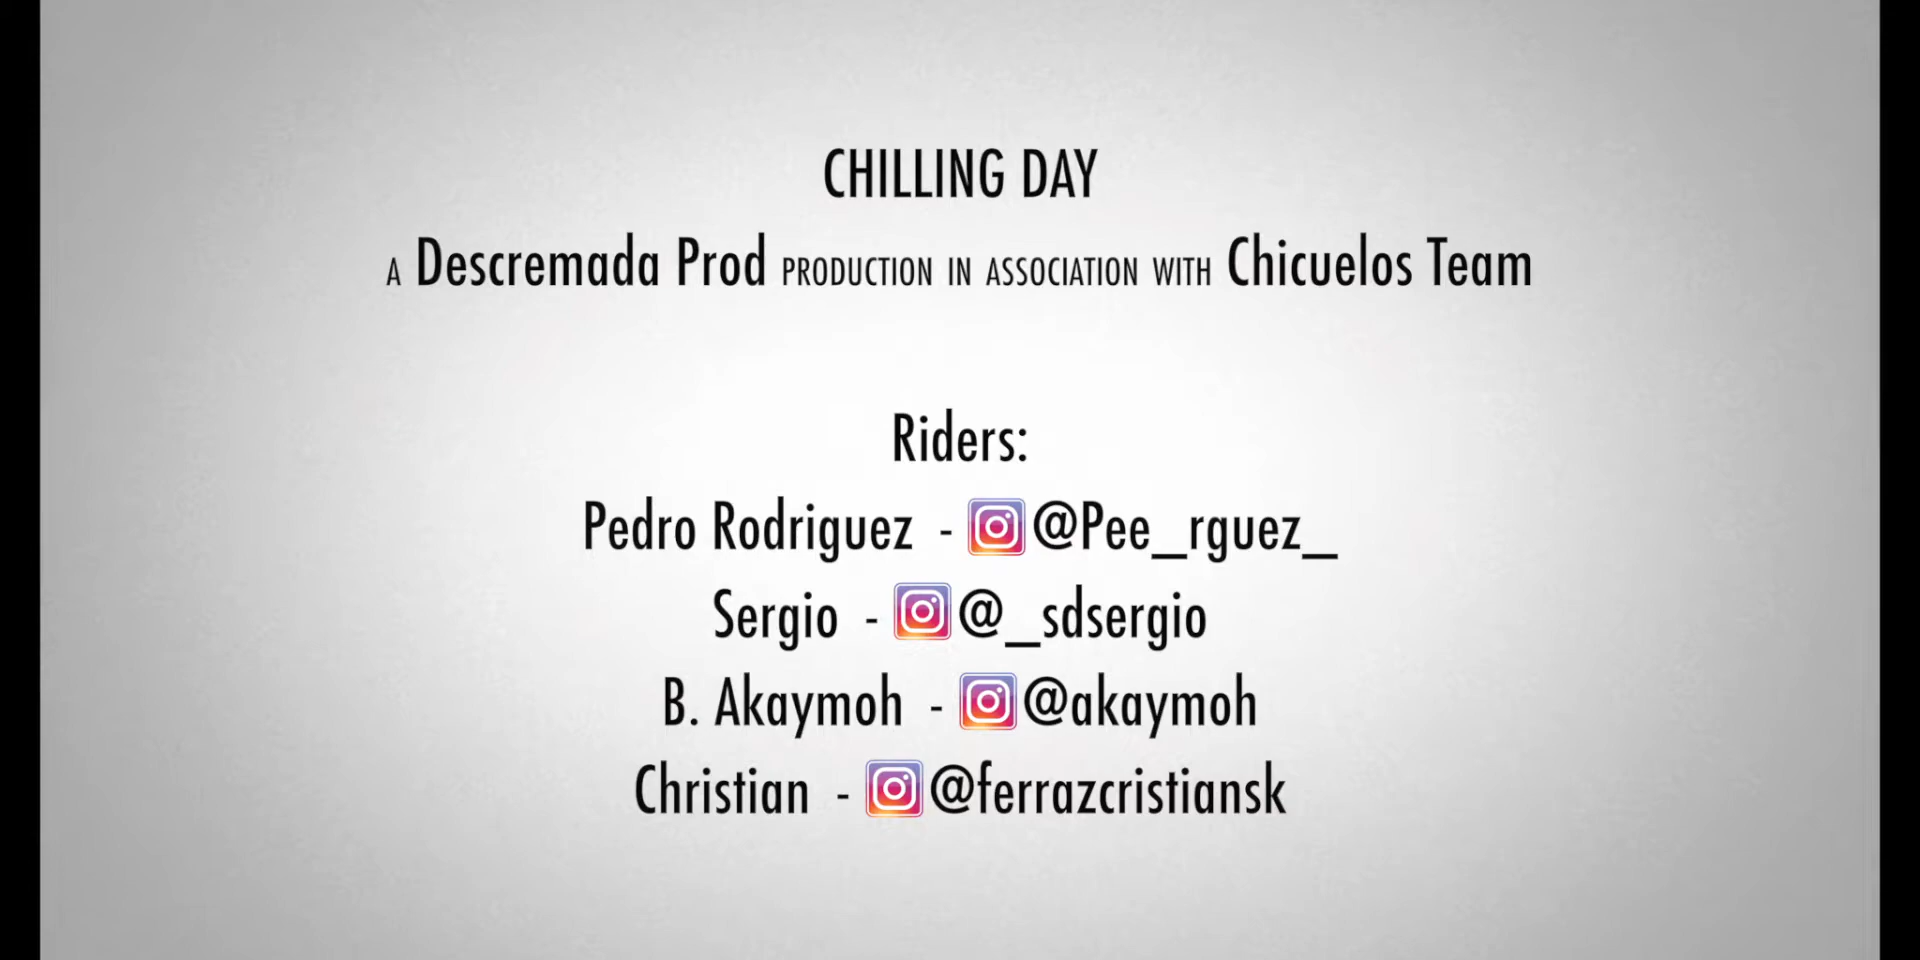 CHILLING DAY
A Descremada Prod PRODUCTION IN ASSOCIATION WITH Chicuelos Team
Riders:
Pedro Rodriguez - @Pee_rguez_
Sergio - @_sdsergio
B. Akaymoh - @akaymoh
Christian - @ferrazcristiansk